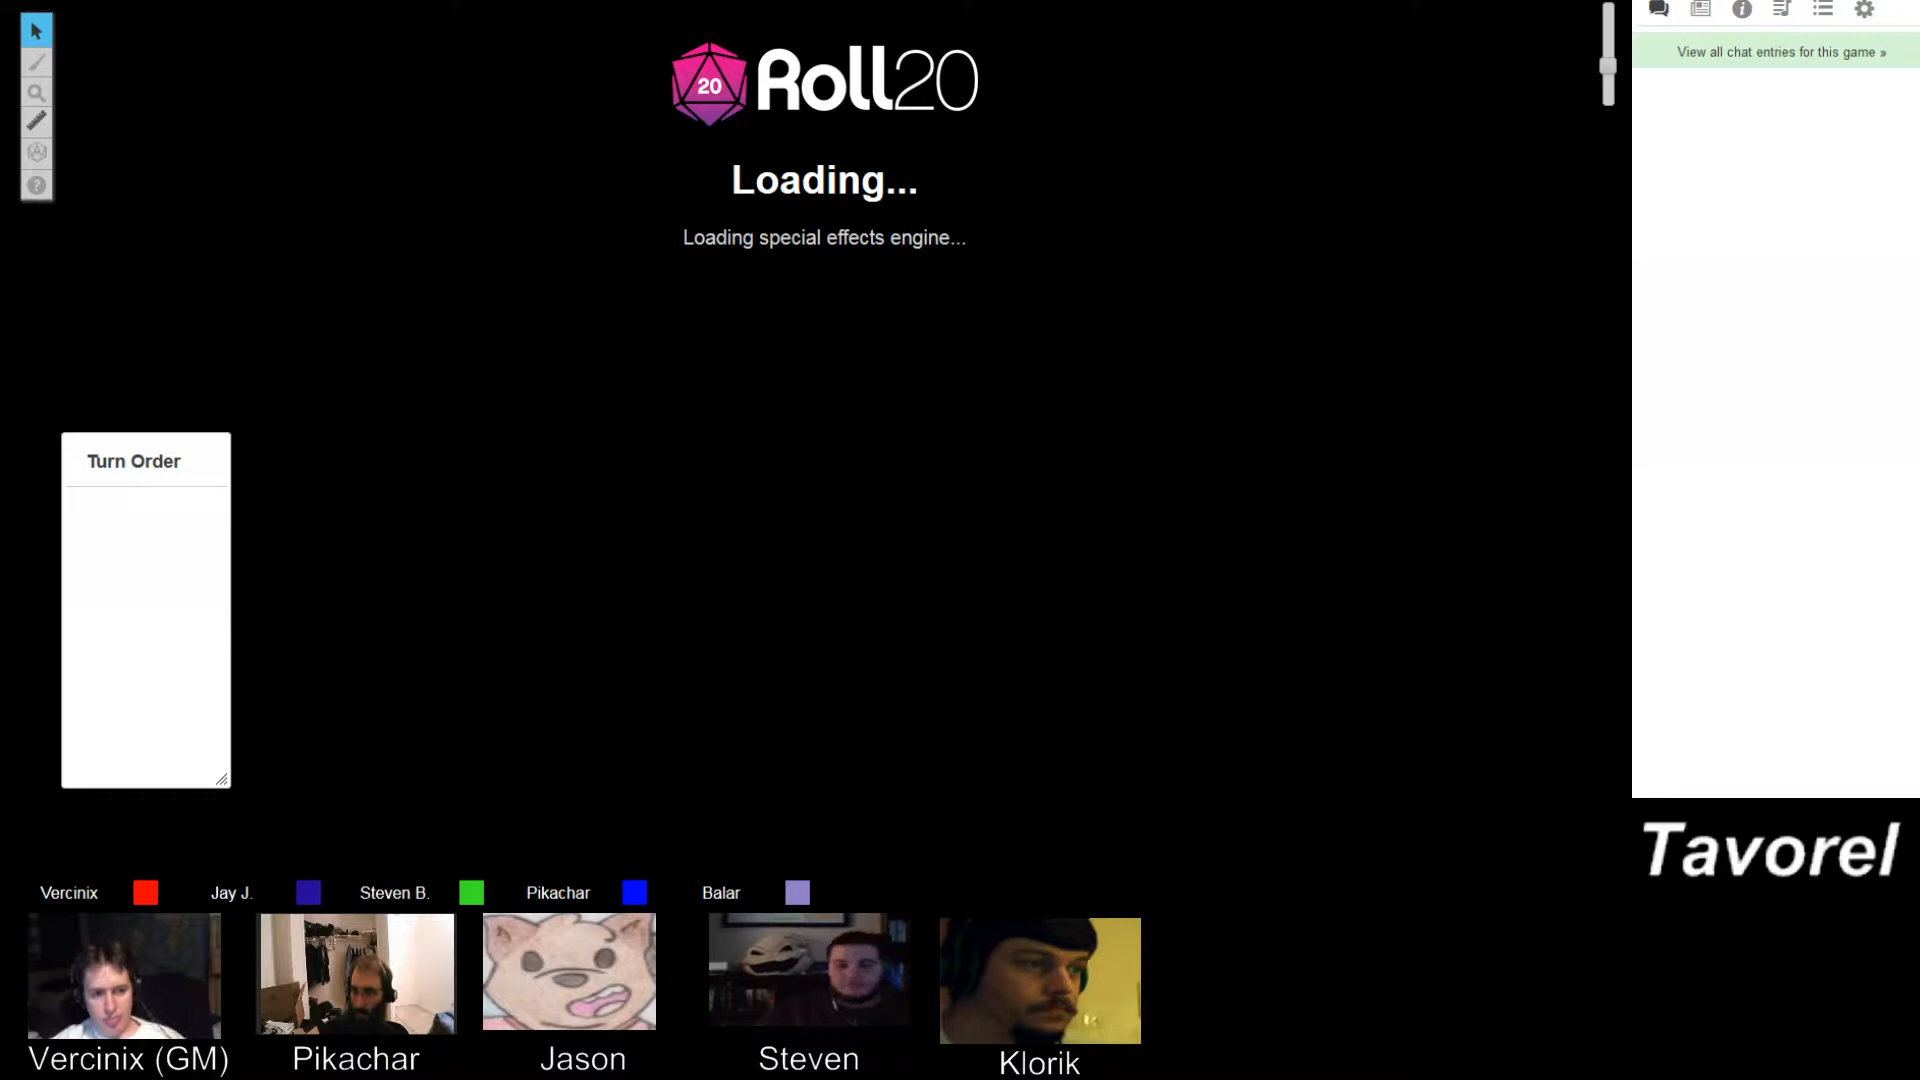 20 Roll20
Loading...
Loading special effects engine...
View all chat entries for this game »
Turn Order
Tavorel
Vercinix Jay J. Steven B. Pikachar Balar
Vercinix (GM) Pikachar Jason Steven Klorik